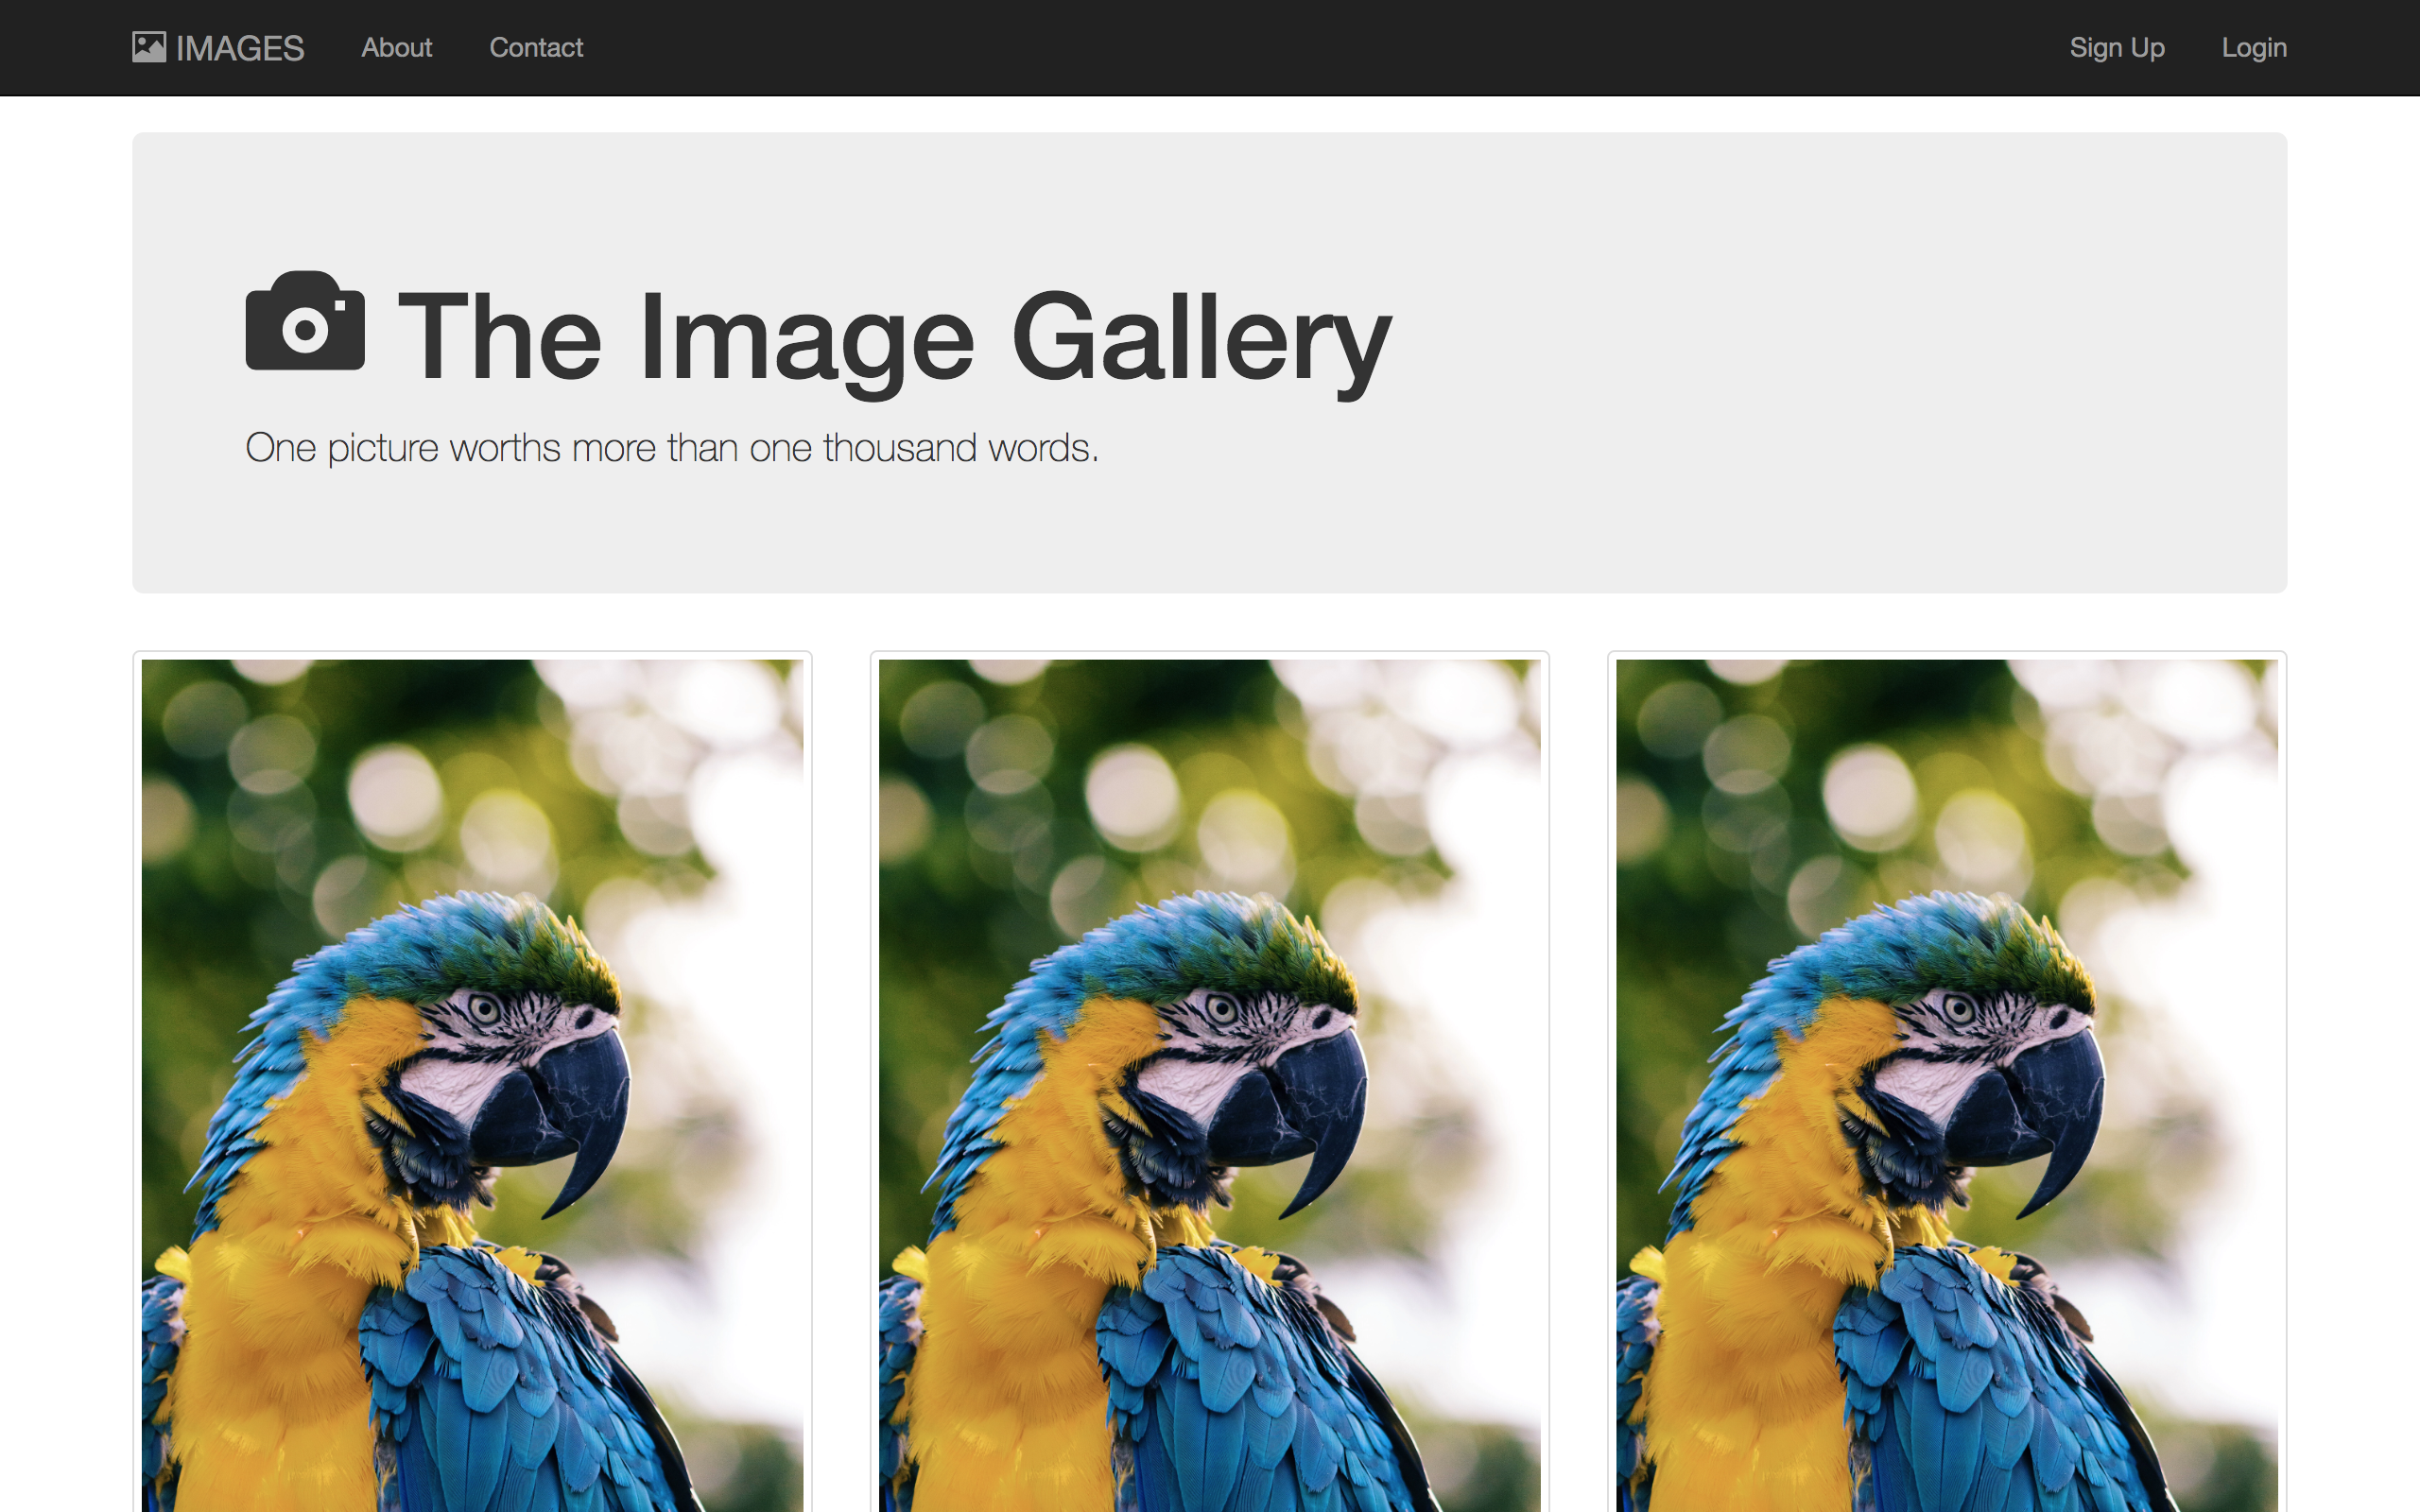 IMAGES About Contact Sign Up Login
The Image Gallery
One picture worths more than one thousand words.